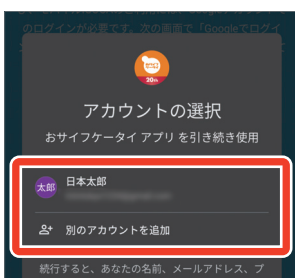 のログインが必要です。次の画面で「Googleでログイ
20th
アカウントの選択
おサイフケータイ アプリ を引き続き使用
太郎
日本太郎
別のアカウントを追加
続行すると、あなたの名前、メールアドレス、プ